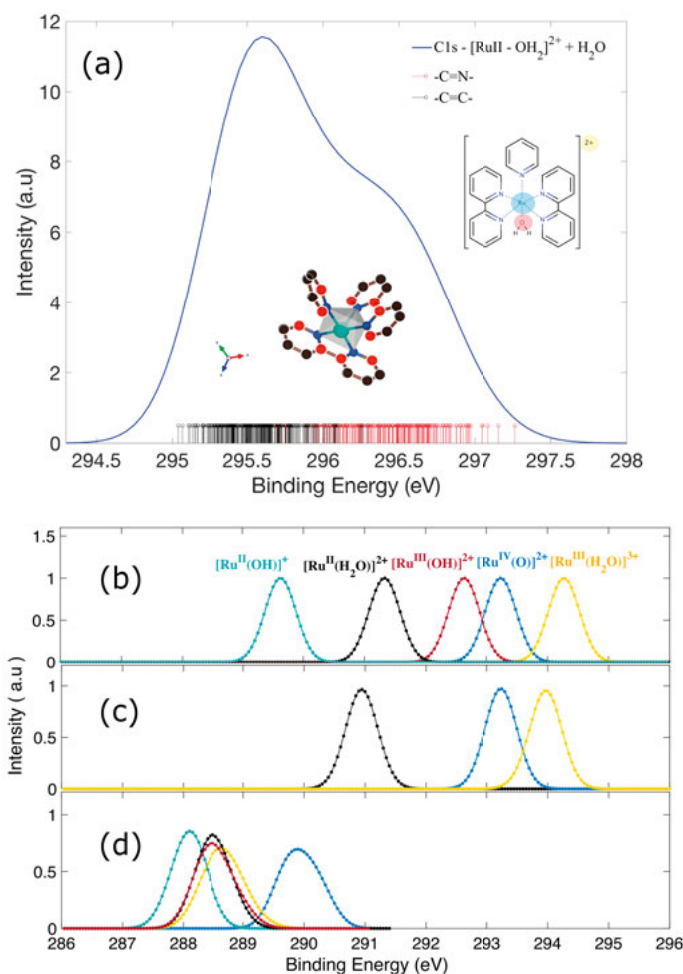 (a)
C1s - [RuII - OH2]2+ + H2O
-C=N-
-C=C-
2+
N
N
N
N
N
Ru
O
H H
Intensity (a.u)
12
10
8
6
4
2
0
294.5 295 295.5 296 296.5 297 297.5 298
Binding Energy (eV)
(b)
[RuII(OH)]+ [RuII(H2O)]2+ [RuIII(OH)]2+ [RuIV(O)]2+ [RuIII(H2O)]3+
1.5
1
0.5
0
(c)
1
0.5
0
Intensity ( a.u )
(d)
1
0.5
0
286 287 288 289 290 291 292 293 294 295 296
Binding Energy (eV)